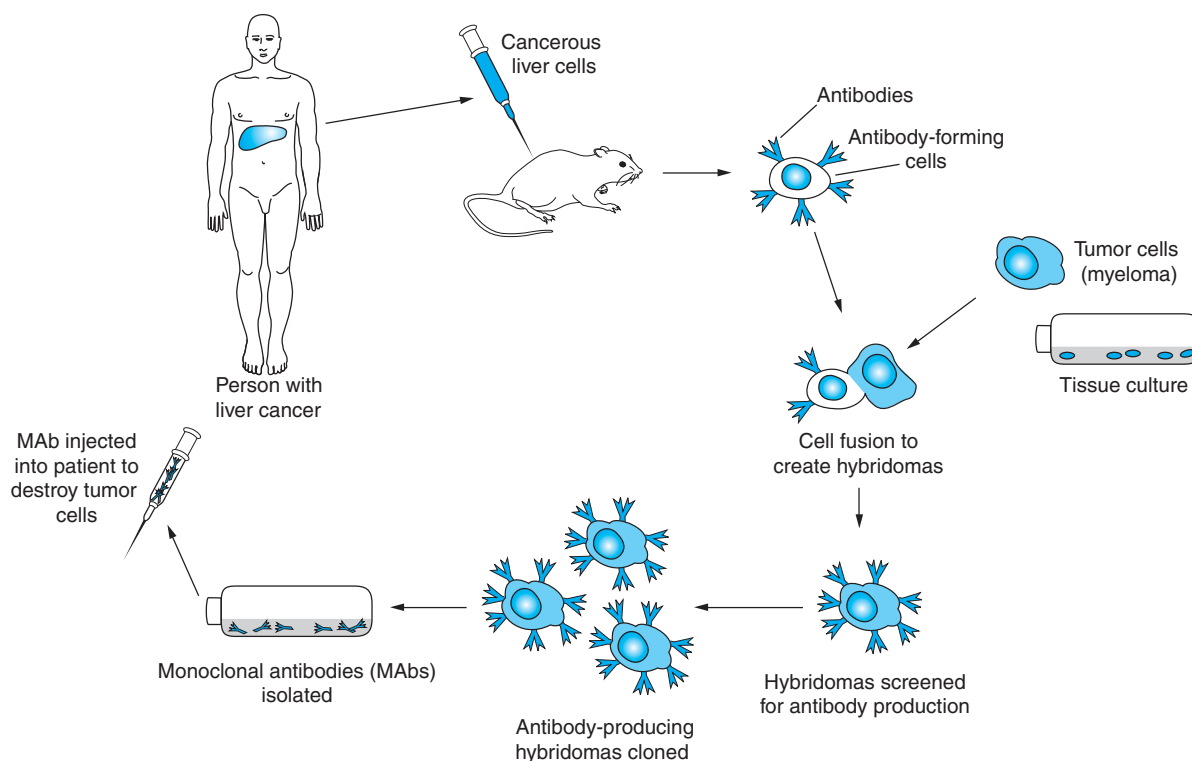 Cancerous
liver cells
Antibodies
Antibody-forming
cells
Tumor cells
(myeloma)
Tissue culture
Person with
liver cancer
Cell fusion to
create hybridomas
MAb injected
into patient to
destroy tumor
cells
Monoclonal antibodies (MAbs)
isolated
Antibody-producing
hybridomas cloned
Hybridomas screened
for antibody production